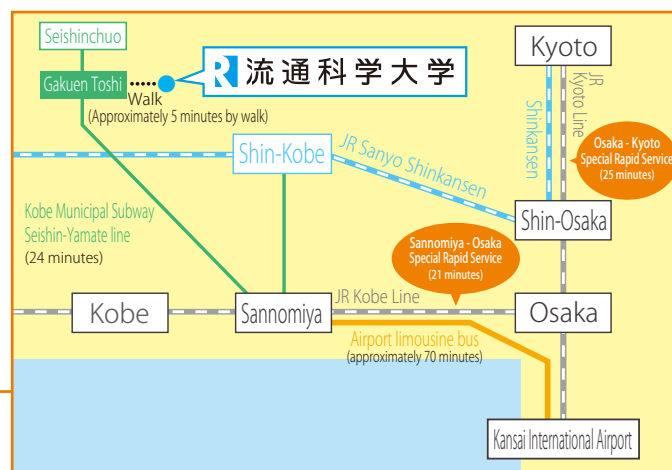 Seishinchuo
Gakuen Toshi
Walk
(Approximately 5 minutes by walk)
流通科学大学
Kyoto
JR
Kyoto Line
Shinkansen
Osaka - Kyoto
Special Rapid Service
(25 minutes)
Shin-Kobe
JR Sanyo Shinkansen
Shin-Osaka
Kobe Municipal Subway
Seishin-Yamate line
(24 minutes)
Sannomiya - Osaka
Special Rapid Service
(21 minutes)
Kobe
Sannomiya
JR Kobe Line
Osaka
Airport limousine bus
(approximately 70 minutes)
Kansai International Airport